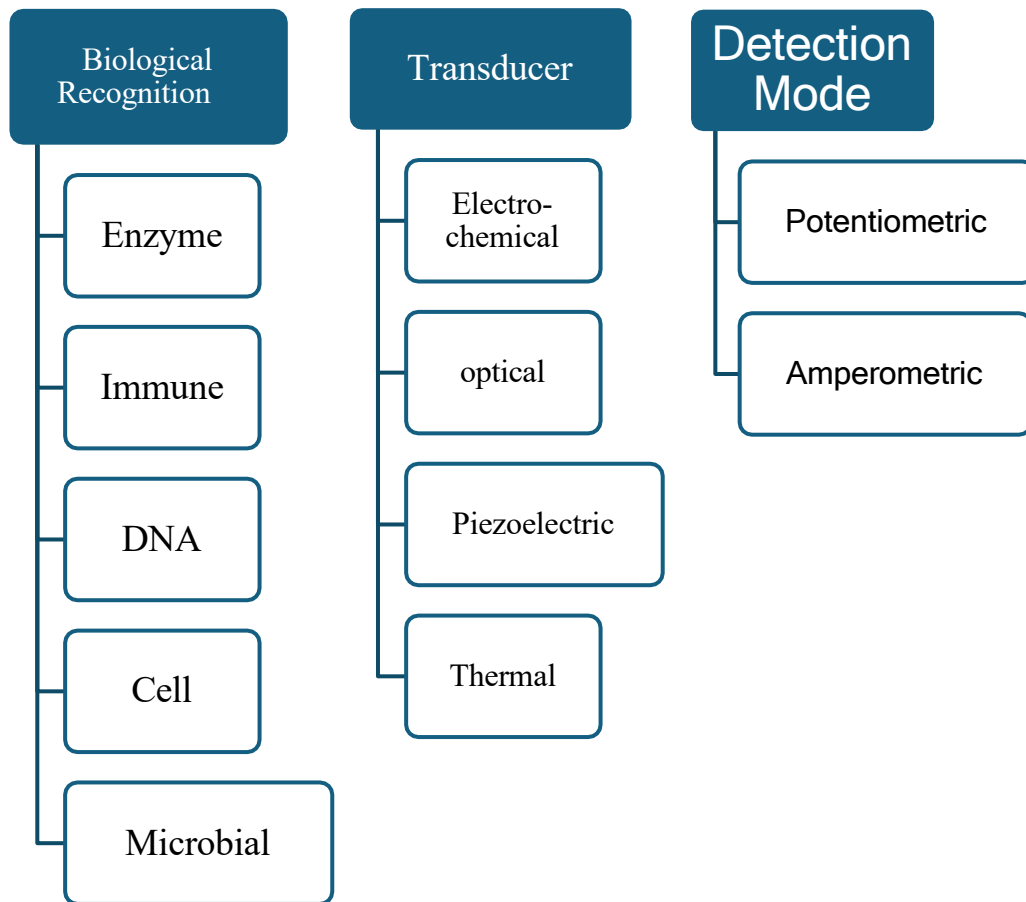 Biological
Recognition
Enzyme
Immune
DNA
Cell
Microbial
Transducer
Electro-
chemical
optical
Piezoelectric
Thermal
Detection
Mode
Potentiometric
Amperometric